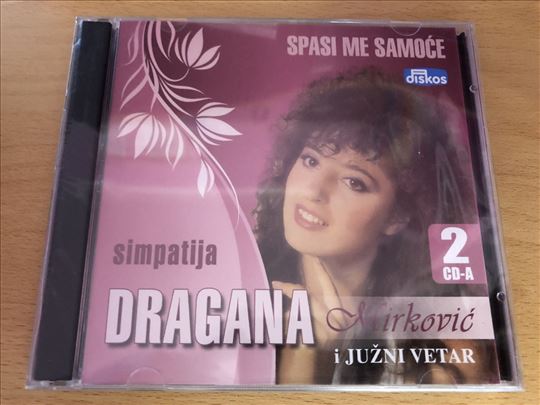 SPASI ME SAMOĆE
diskos
simpatija
2
CD-A
DRAGANA Mirković
i JUŽNI VETAR